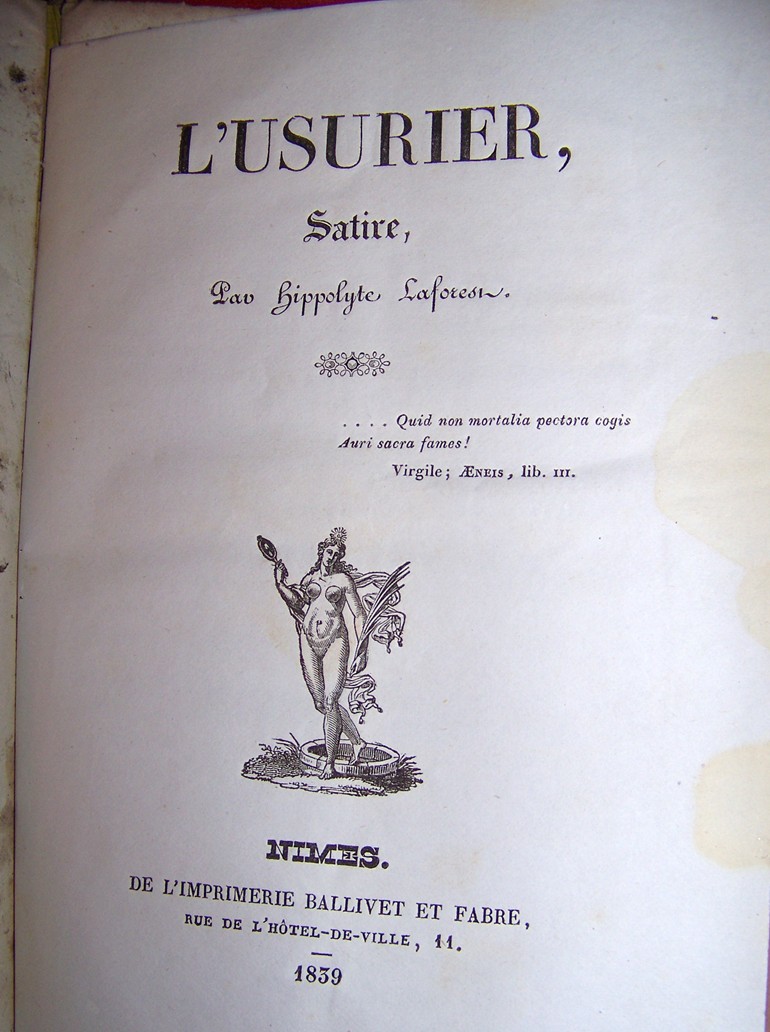 L'USURIER,
Satire,
Par Hippolyte Laforest.
. . . . Quid non mortalia pectora cogis
Auri sacra fames!
Virgile; ÆNEIS, lib. III.
NIMES.
DE L'IMPRIMERIE BALLIVET ET FABRE,
RUE DE L'HÔTEL-DE-VILLE, 11.
1839